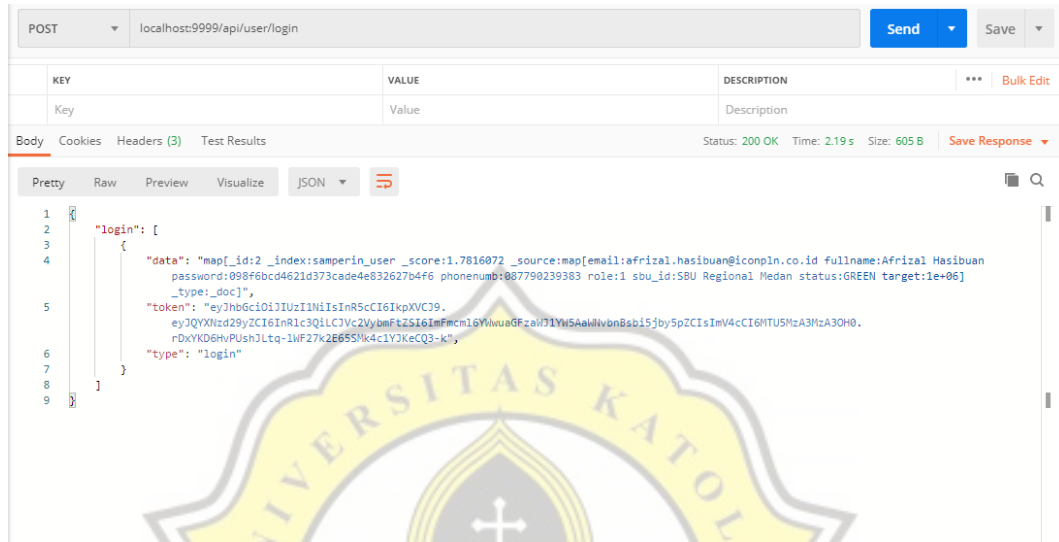 POST localhost:9999/api/user/login Send Save
KEY VALUE DESCRIPTION ••• Bulk Edit
Key Value Description
Body Cookies Headers (3) Test Results Status: 200 OK Time: 2.19 s Size: 605 B Save Response
Pretty Raw Preview Visualize JSON
1 {
2 "login": [
3 {
4 "data": "map[_id:2 _index:samperin_user _score:1.7816072 _source:map[email:afrizal.hasibuan@iconpln.co.id fullname:Afrizal Hasibuan
password:098f6bcd4621d373cade4e832627b4f6 phonenumb:087790239383 role:1 sbu_id:SBU Regional Medan status:GREEN target:1e+06]
_type:_doc]",
5 "token": "eyJhbGciOiJIUzI1NiIsInR5cCI6IkpXVCJ9.
eyJQYXNzd29yZCI6InRlc3QiLCJVc2VybmFtZSI6ImFmcml6YWwuaGFzaWJ1YW5AaWNvbnBsbi5jby5pZCIsImV4cCI6MTU5MzA3MzA3OH0.
rDxYKD6HvPUshJLtq-lWF27k2E65SMk4c1YJKeCQ3-k",
6 "type": "login"
7 }
8 ]
9 }
ERSITAS KATO